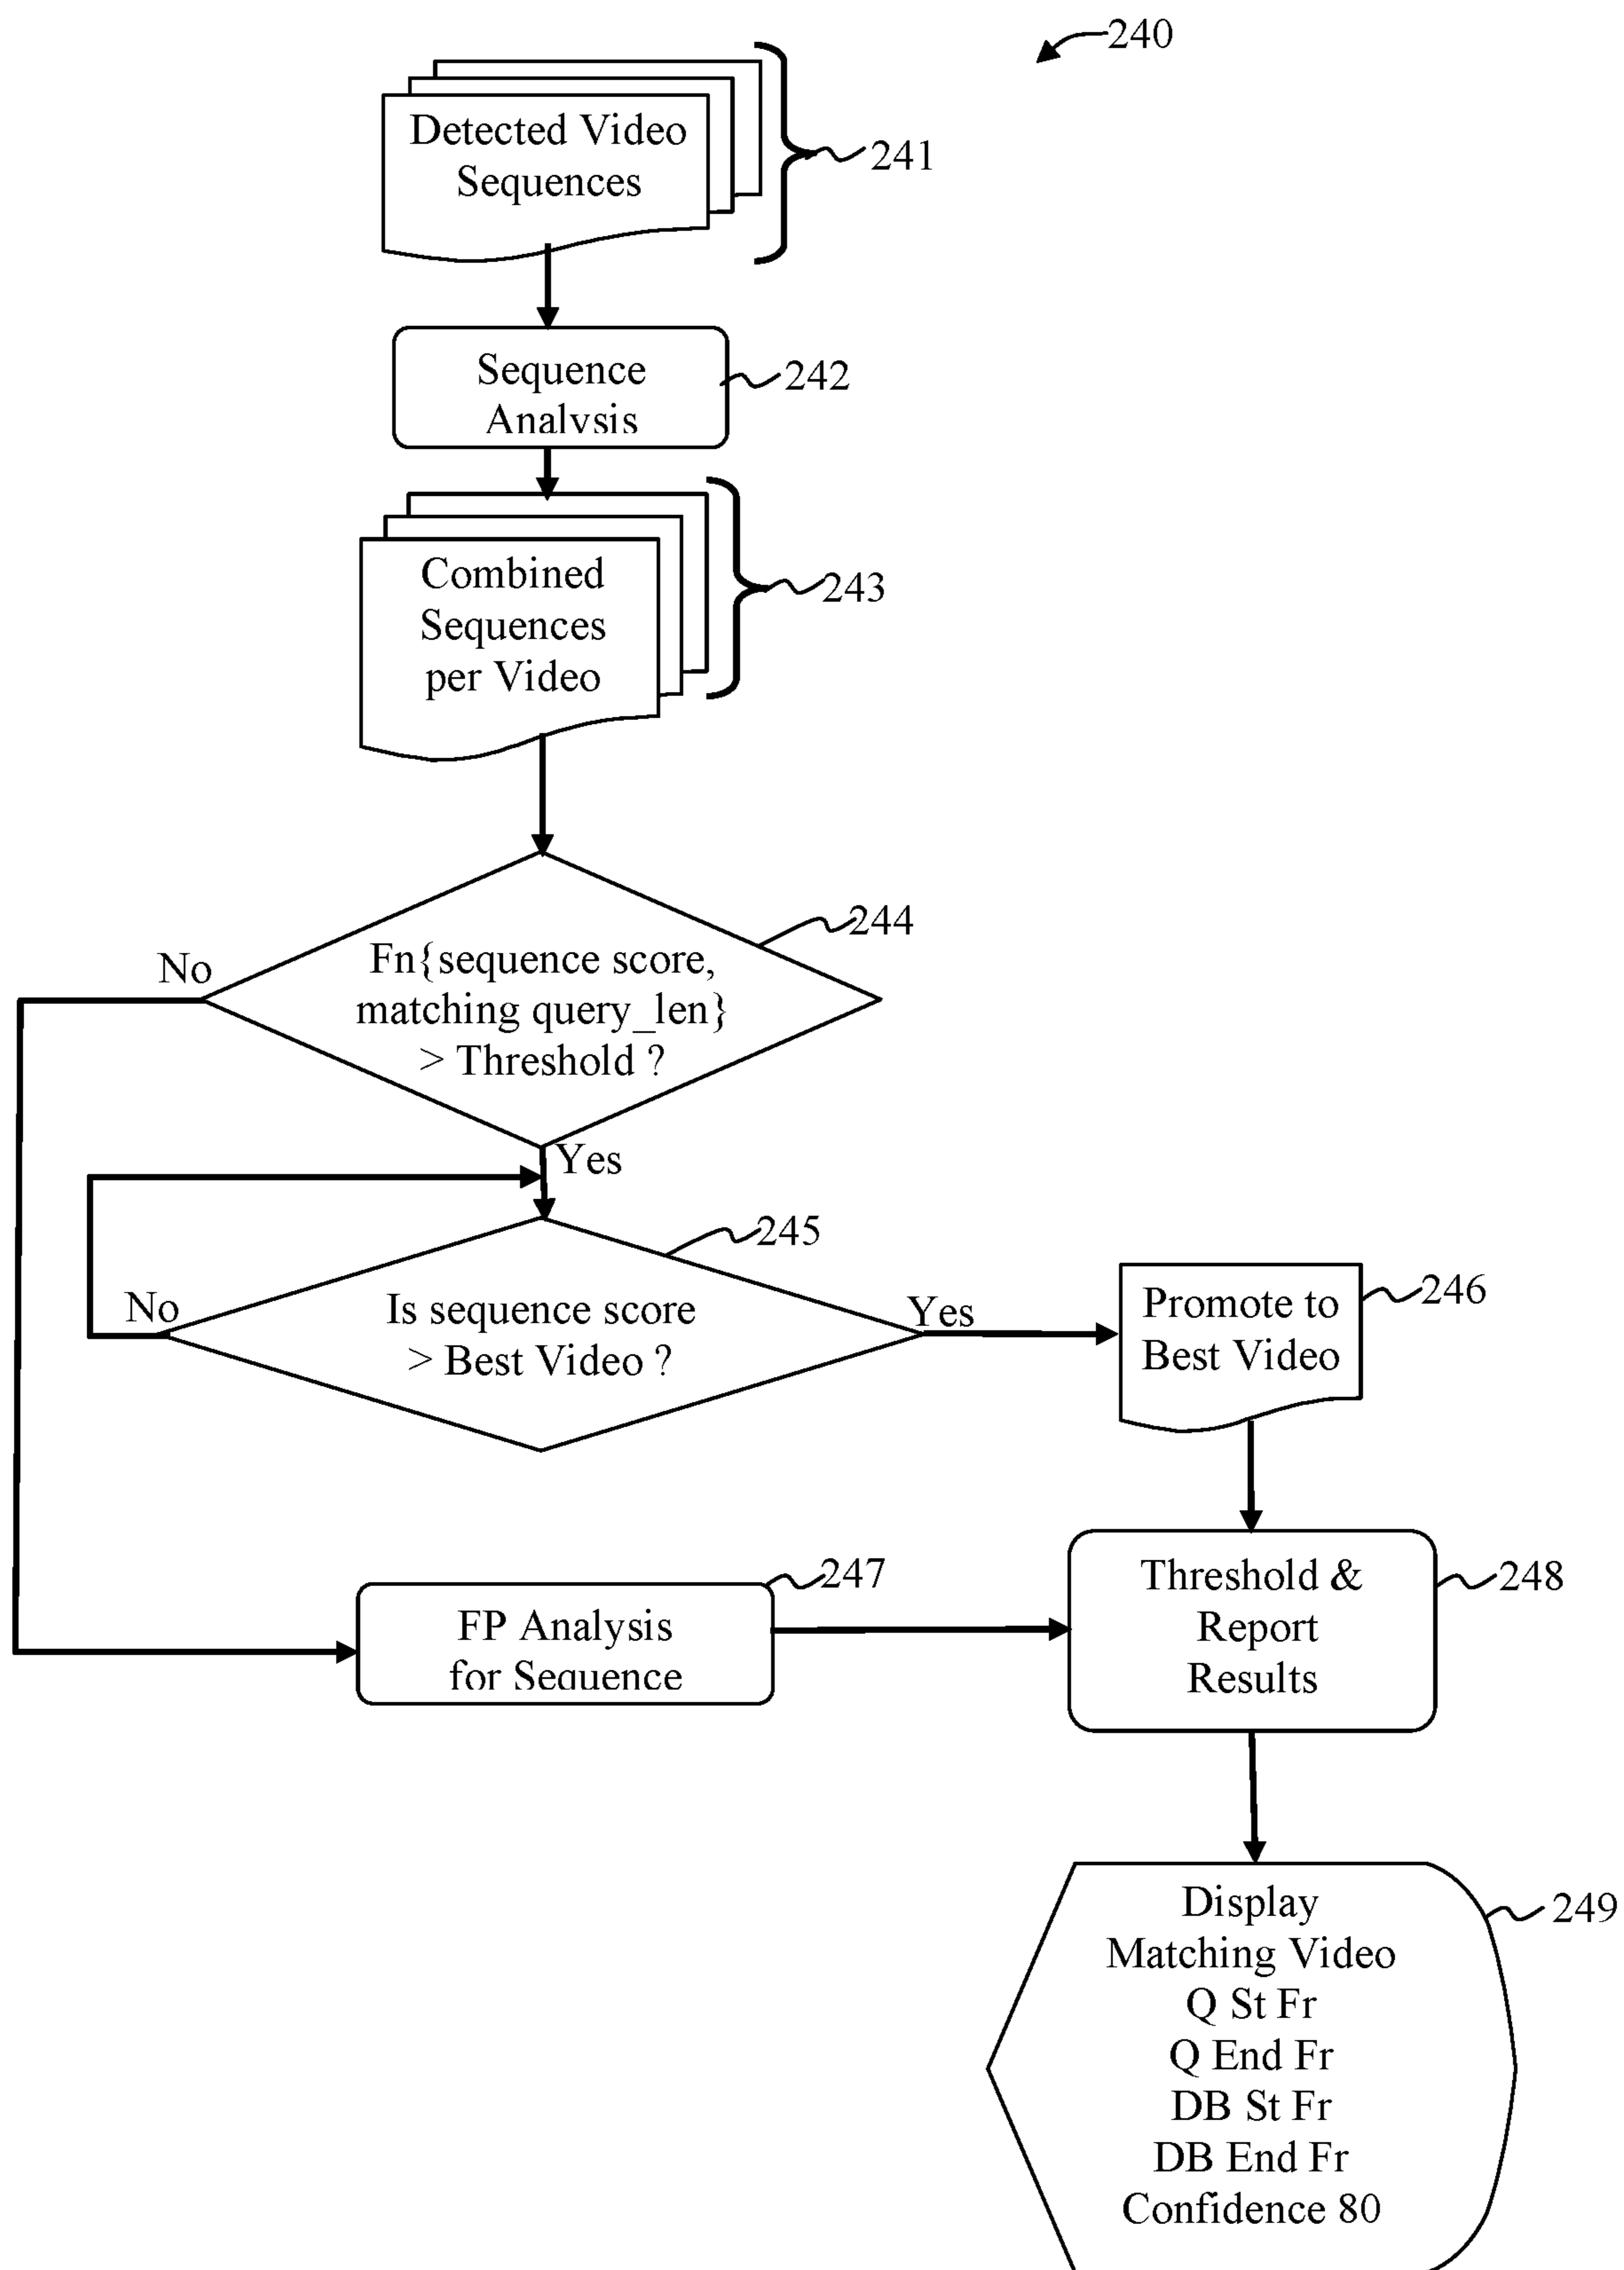 240
Detected Video
Sequences
241
Sequence
Analysis
242
Combined
Sequences
per Video
243
244
No
Fn{sequence score,
matching query_len}
> Threshold ?
Yes
245
No
Is sequence score
> Best Video ?
Yes
Promote to
Best Video
246
247
FP Analysis
for Sequence
Threshold &
Report
Results
248
Display
Matching Video
Q St Fr
Q End Fr
DB St Fr
DB End Fr
Confidence 80
249